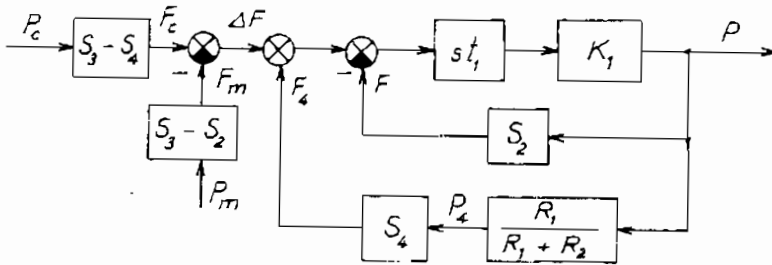 P_c
S_3 - S_4
F_c
-
ΔF
F_m
S_3 - S_2
P_m
F_4
-
F
st_1
K_1
P
S_2
S_4
P_4
R_1
R_1 + R_2